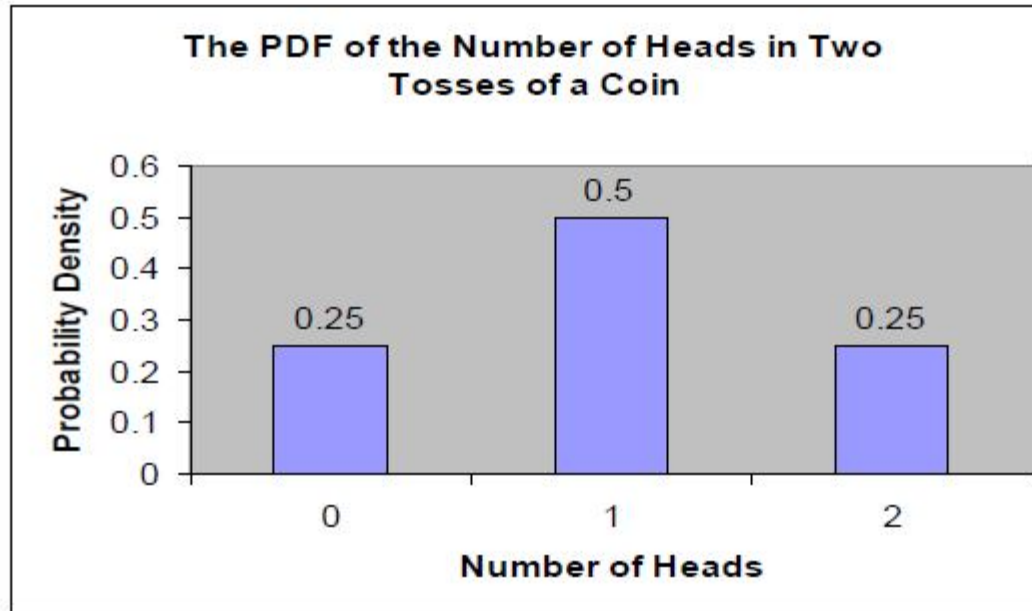 The PDF of the Number of Heads in Two
Tosses of a Coin
Probability Density
0.6
0.5
0.4
0.3
0.2
0.1
0
0.25
0.5
0.25
0 1 2
Number of Heads